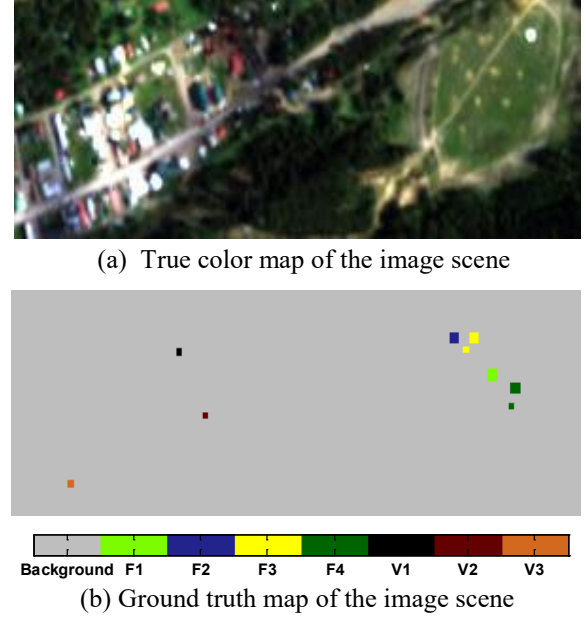 (a) True color map of the image scene
Background F1 F2 F3 F4 V1 V2 V3
(b) Ground truth map of the image scene